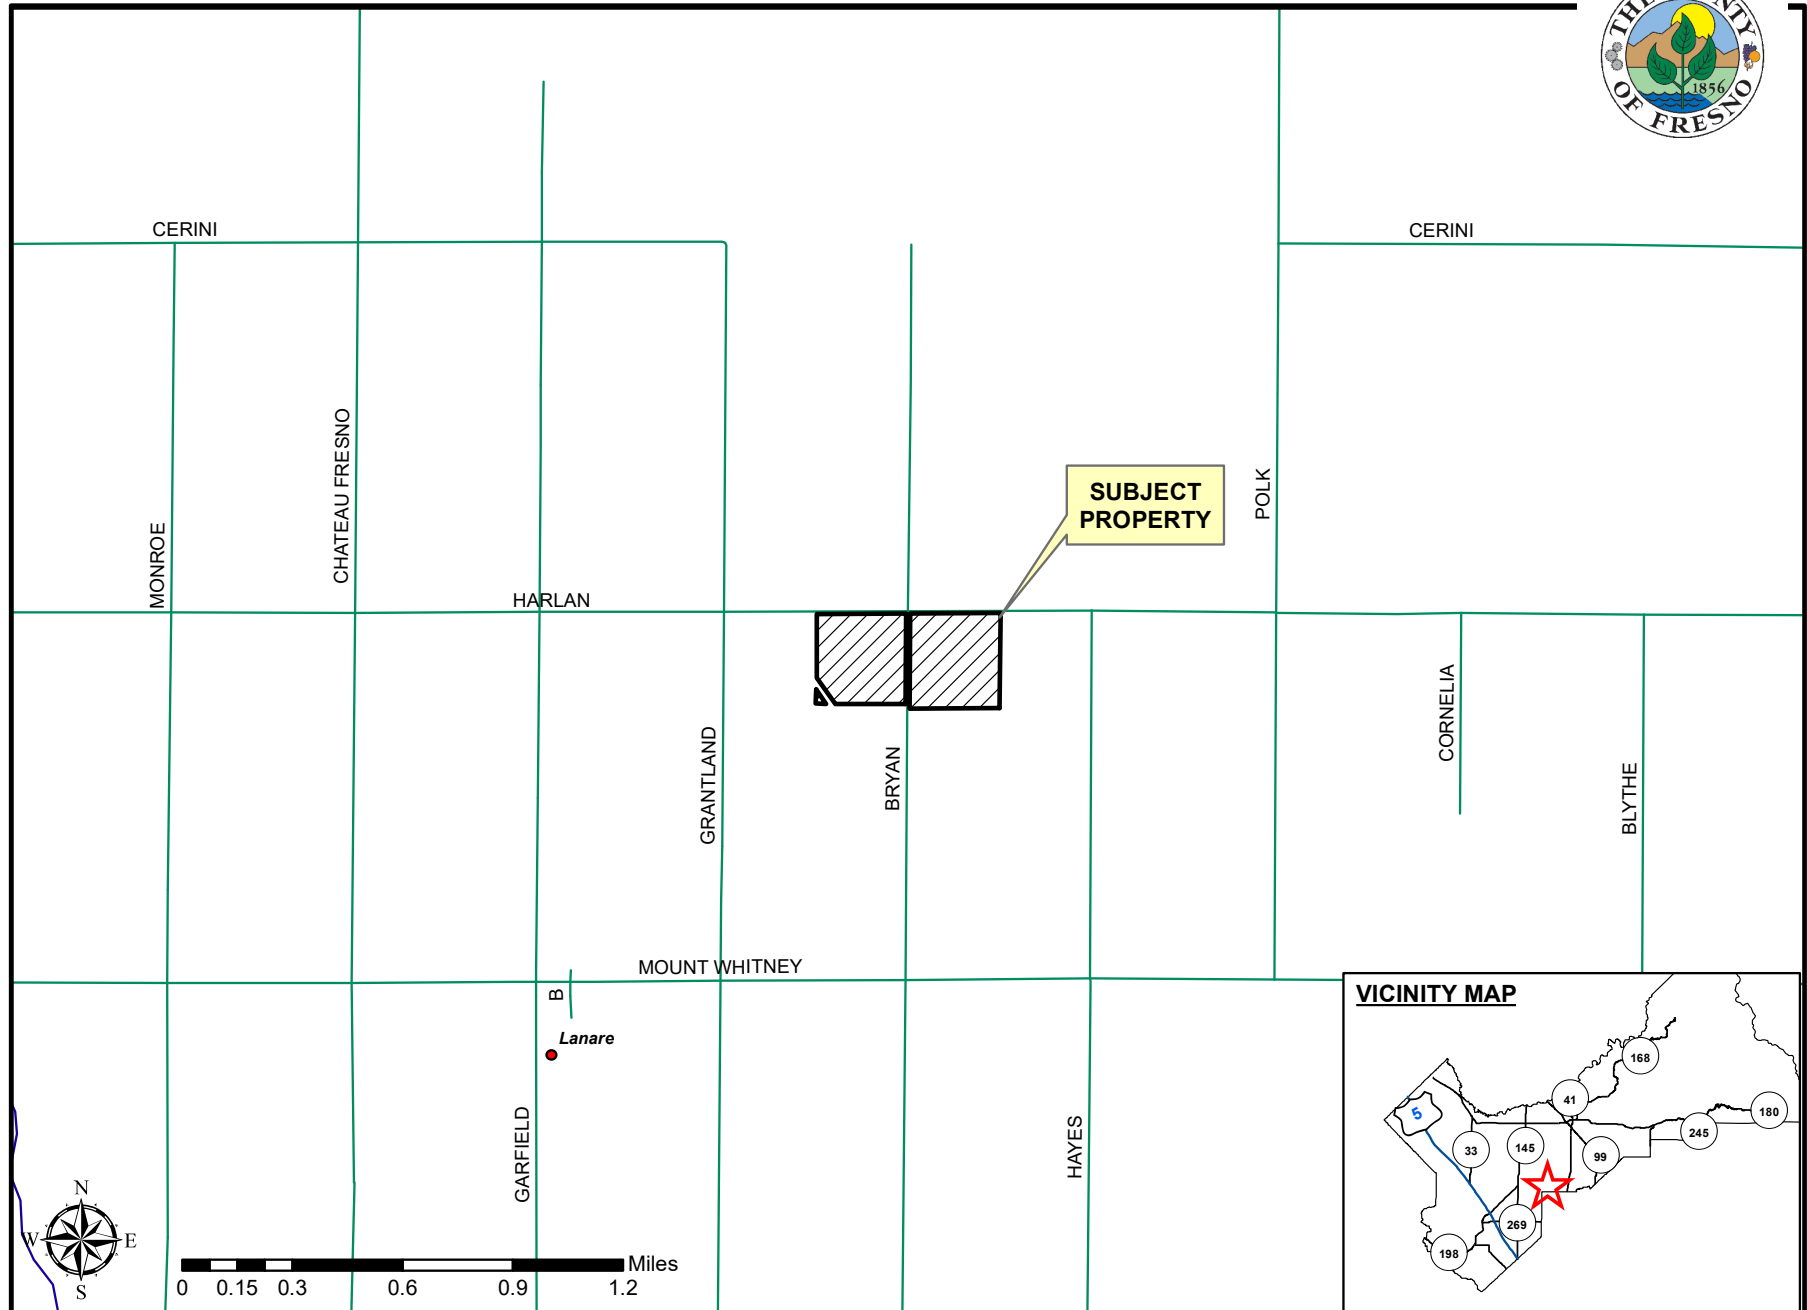 THE COUNTY
OF FRESNO
1856
CERINI
CERINI
CHATEAU FRESNO
MONROE
POLK
SUBJECT
PROPERTY
HARLAN
GRANTLAND
BRYAN
CORNELIA
BLYTHE
MOUNT WHITNEY
B
Lanare
GARFIELD
HAYES
VICINITY MAP
168
41
180
5
245
33
145
99
269
198
N
W
E
S
Miles
0 0.15 0.3 0.6 0.9 1.2